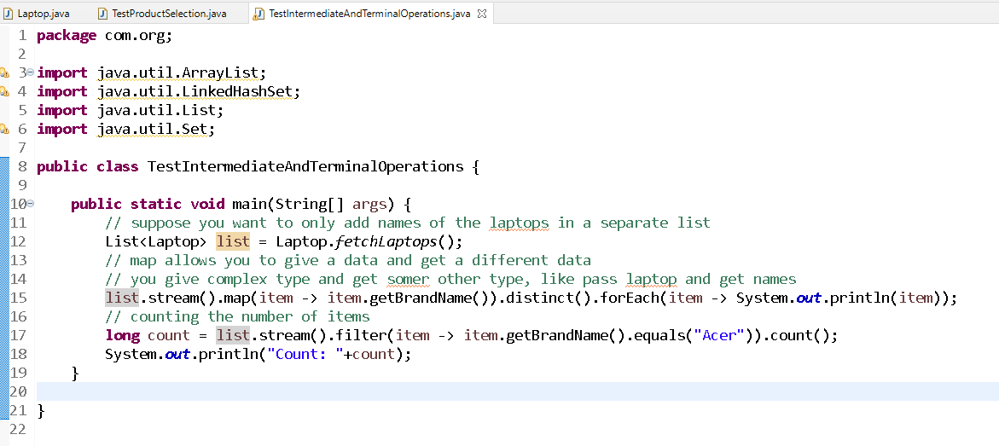 Laptop.java TestProductSelection.java TestIntermediateAndTerminalOperations.java
1 package com.org;
2
3 import java.util.ArrayList;
4 import java.util.LinkedHashSet;
5 import java.util.List;
6 import java.util.Set;
7
8 public class TestIntermediateAndTerminalOperations {
9
10     public static void main(String[] args) {
11         // suppose you want to only add names of the laptops in a separate list
12         List<Laptop> list = Laptop.fetchLaptops();
13         // map allows you to give a data and get a different data
14         // you give complex type and get somer other type, like pass laptop and get names
15         list.stream().map(item -> item.getBrandName()).distinct().forEach(item -> System.out.println(item));
16         // counting the number of items
17         long count = list.stream().filter(item -> item.getBrandName().equals("Acer")).count();
18         System.out.println("Count: "+count);
19     }
20
21 }
22